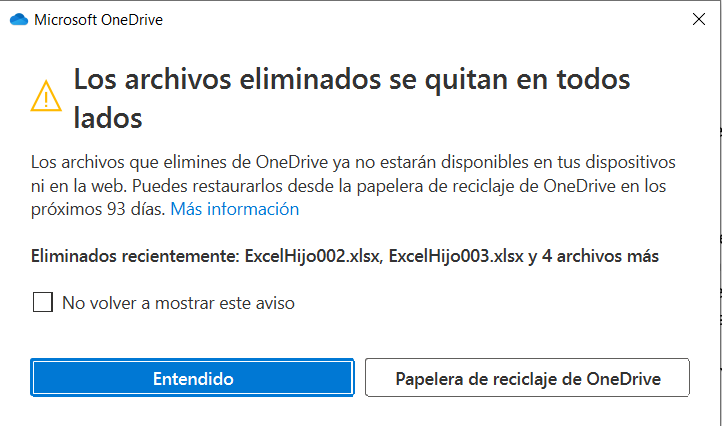 Microsoft OneDrive
Los archivos eliminados se quitan en todos
lados
Los archivos que elimines de OneDrive ya no estarán disponibles en tus dispositivos
ni en la web. Puedes restaurarlos desde la papelera de reciclaje de OneDrive en los
próximos 93 días. Más información
Eliminados recientemente: ExcelHijo002.xlsx, ExcelHijo003.xlsx y 4 archivos más
No volver a mostrar este aviso
Entendido
Papelera de reciclaje de OneDrive